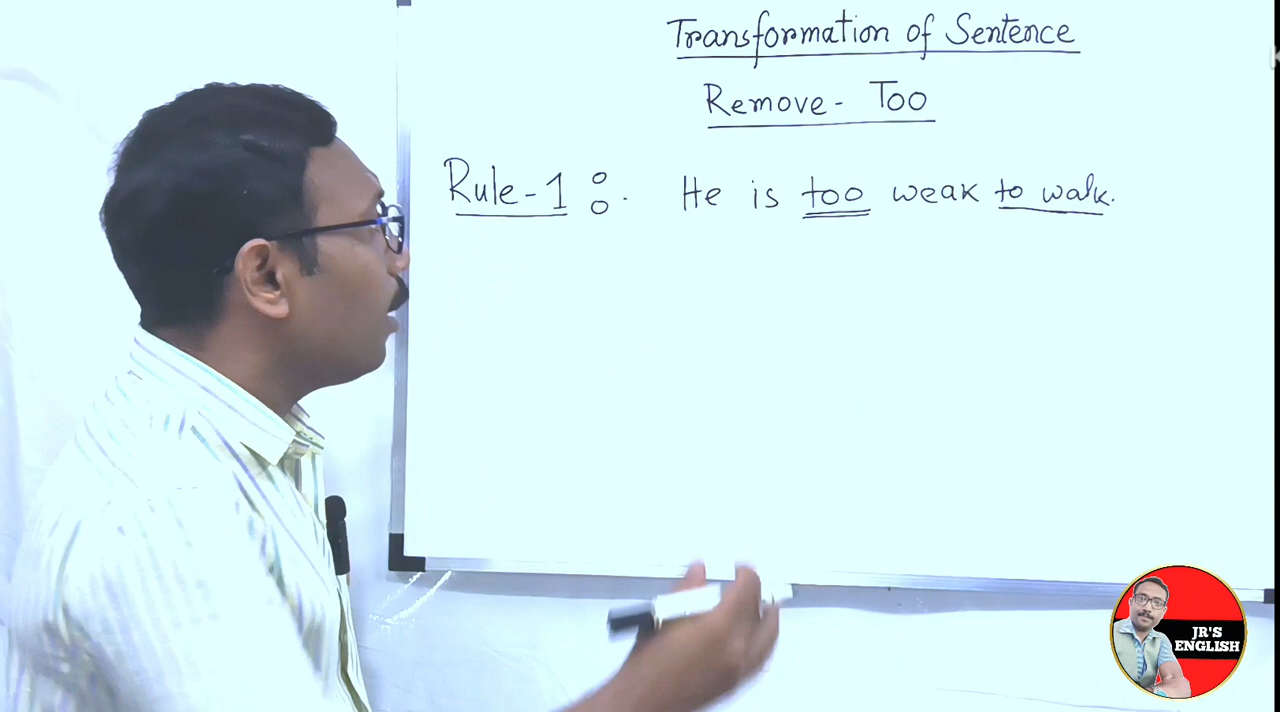 Transformation of Sentence
Remove - Too
Rule-1 : He is too weak to walk.
JR'S
ENGLISH